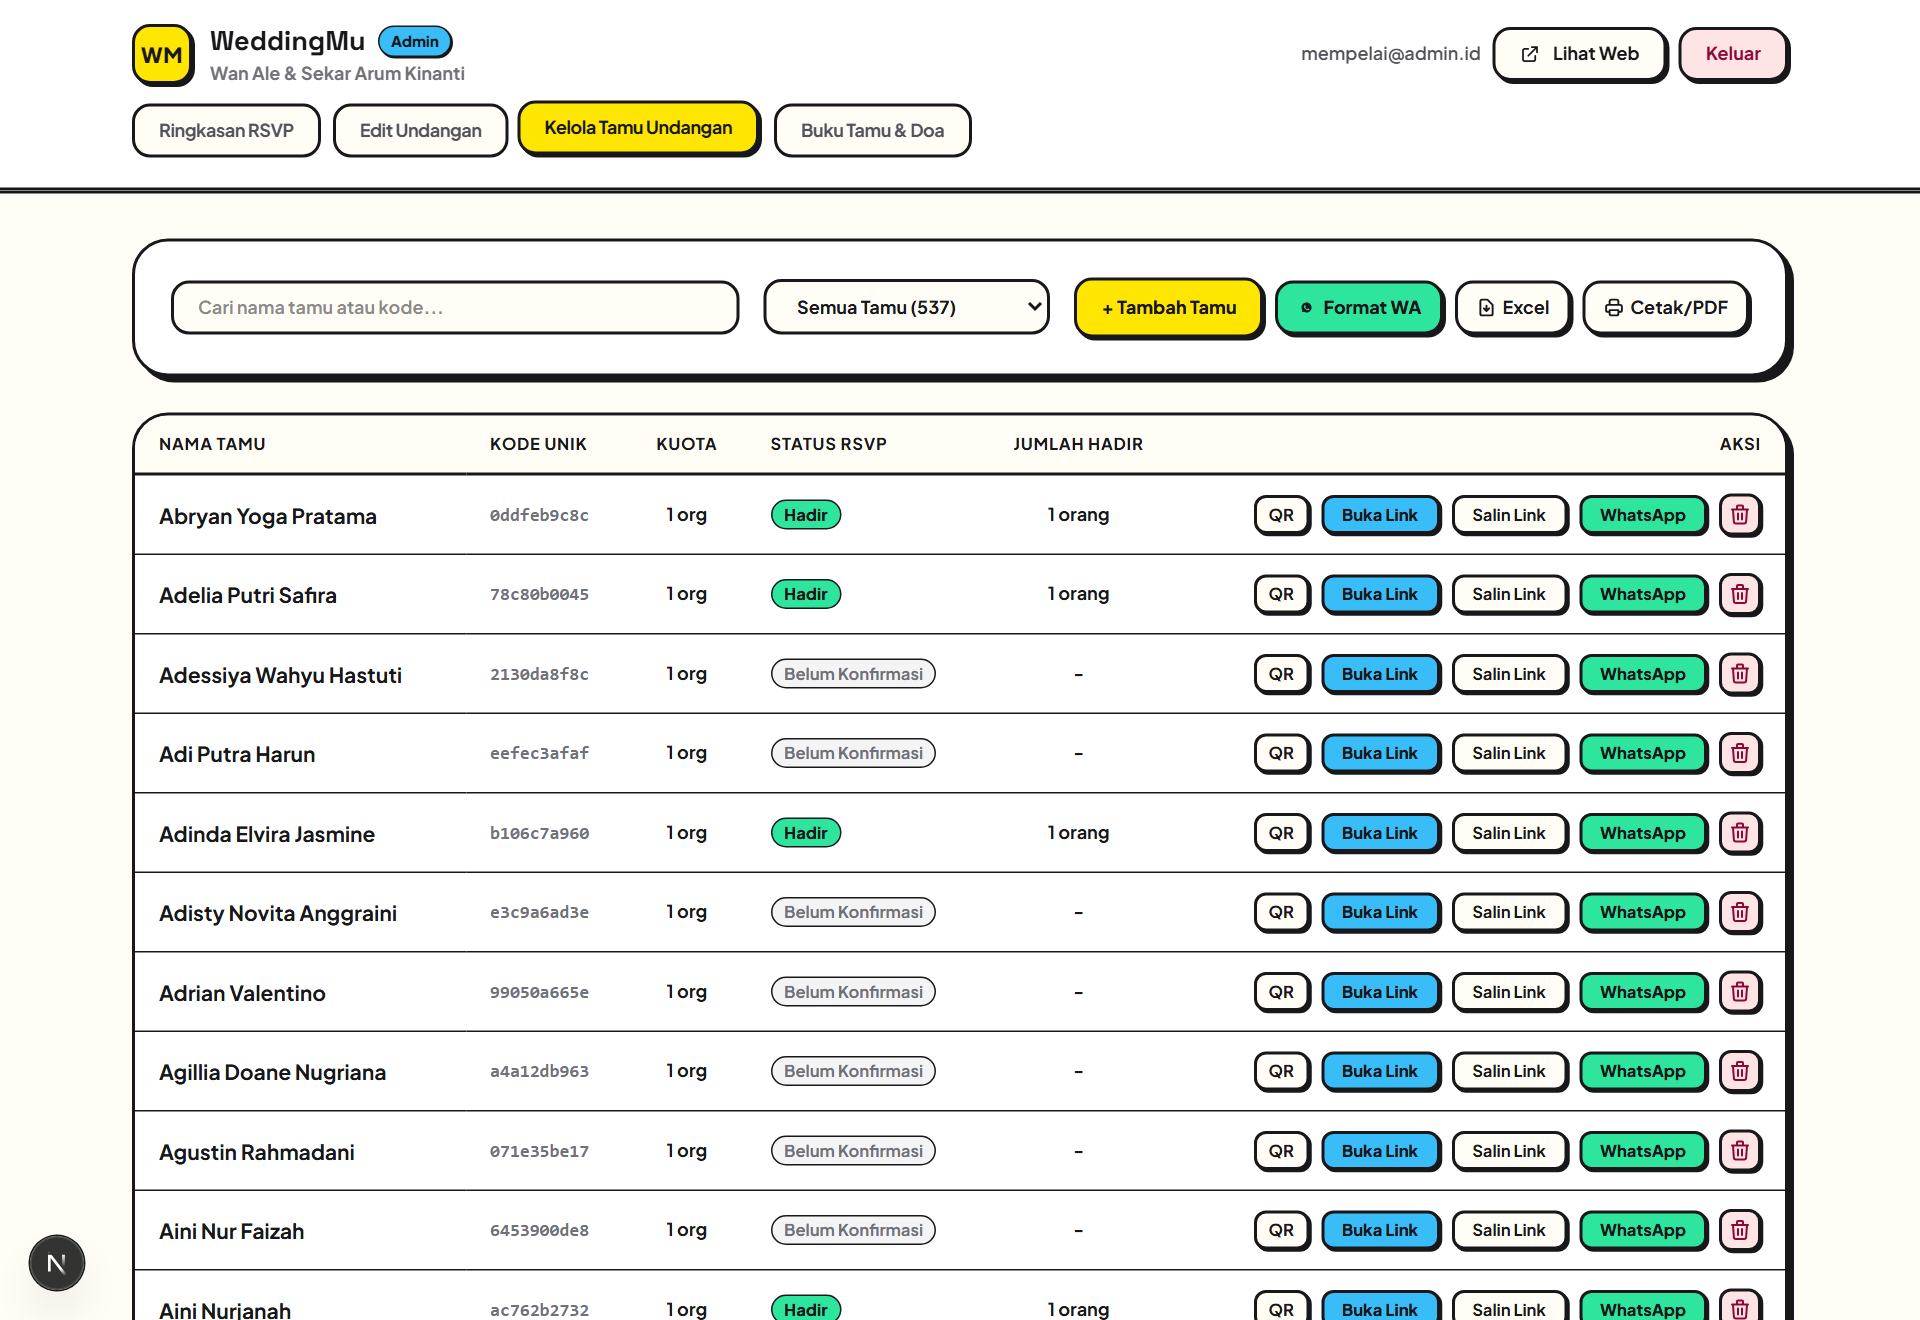 WM
WeddingMu Admin
Wan Ale & Sekar Arum Kinanti
mempelai@admin.id Lihat Web Keluar
Ringkasan RSVP Edit Undangan Kelola Tamu Undangan Buku Tamu & Doa
Cari nama tamu atau kode... Semua Tamu (537) + Tambah Tamu Format WA Excel Cetak/PDF
NAMA TAMU KODE UNIK KUOTA STATUS RSVP JUMLAH HADIR AKSI
Abryan Yoga Pratama 0ddfeb9c8c 1 org Hadir 1 orang QR Buka Link Salin Link WhatsApp
Adelia Putri Safira 78c80b0045 1 org Hadir 1 orang QR Buka Link Salin Link WhatsApp
Adessiya Wahyu Hastuti 2130da8f8c 1 org Belum Konfirmasi - QR Buka Link Salin Link WhatsApp
Adi Putra Harun eefec3afaf 1 org Belum Konfirmasi - QR Buka Link Salin Link WhatsApp
Adinda Elvira Jasmine b106c7a960 1 org Hadir 1 orang QR Buka Link Salin Link WhatsApp
Adisty Novita Anggraini e3c9a6ad3e 1 org Belum Konfirmasi - QR Buka Link Salin Link WhatsApp
Adrian Valentino 99050a665e 1 org Belum Konfirmasi - QR Buka Link Salin Link WhatsApp
Agillia Doane Nugriana a4a12db963 1 org Belum Konfirmasi - QR Buka Link Salin Link WhatsApp
Agustin Rahmadani 071e35be17 1 org Belum Konfirmasi - QR Buka Link Salin Link WhatsApp
Aini Nur Faizah 6453900de8 1 org Belum Konfirmasi - QR Buka Link Salin Link WhatsApp
Aini Nurjanah ac762b2732 1 org Hadir 1 orang QR Buka Link Salin Link WhatsApp
N